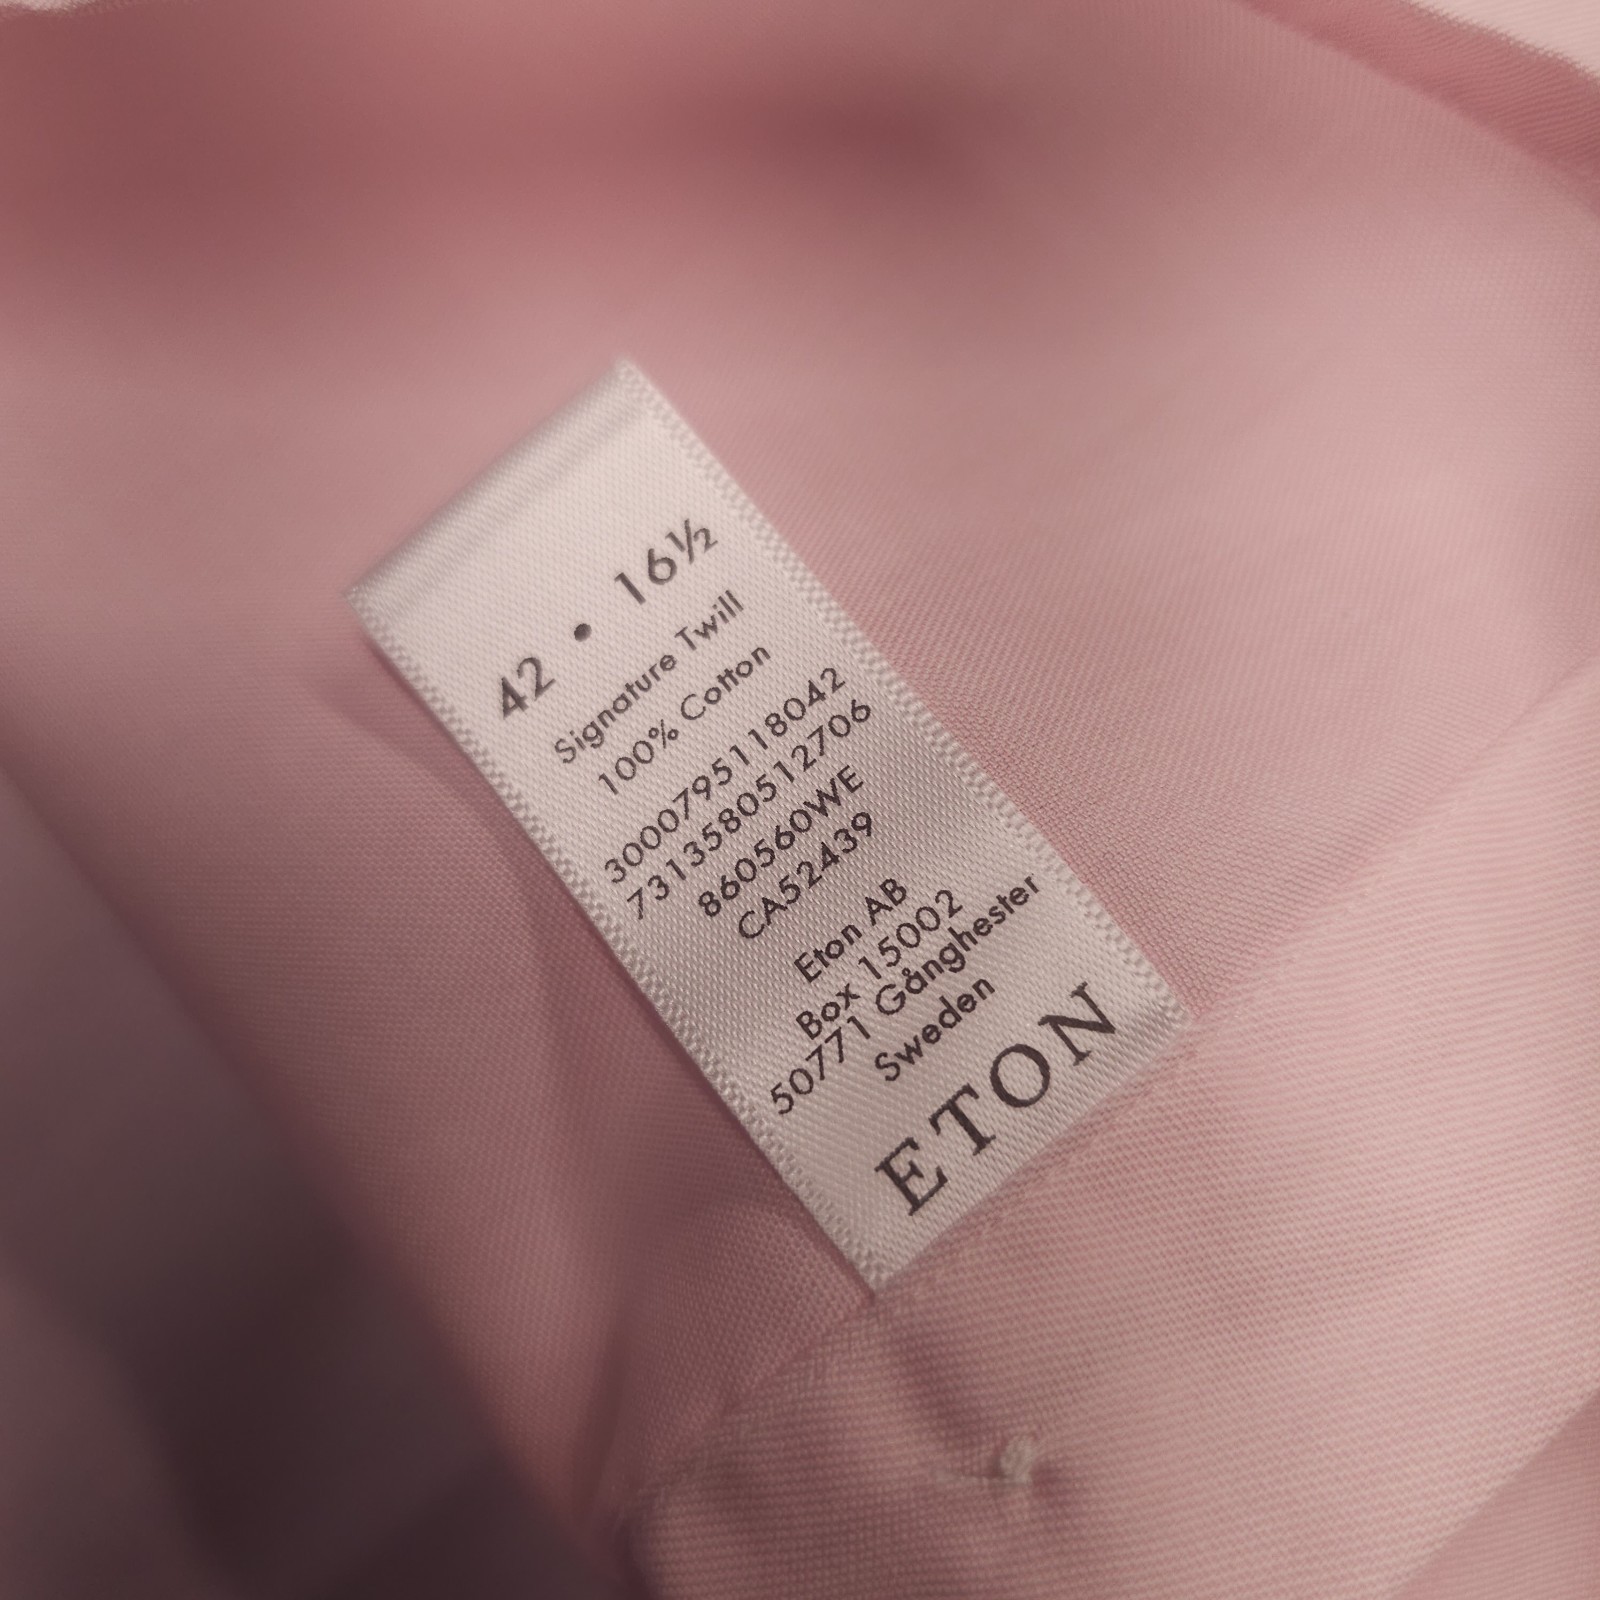 42 • 16½
Signature Twill
100% Cotton
3000795118042
7313580512706
860560WE
CA52439
Eton AB
Box 15002
50771 Gånghester
Sweden
ETON